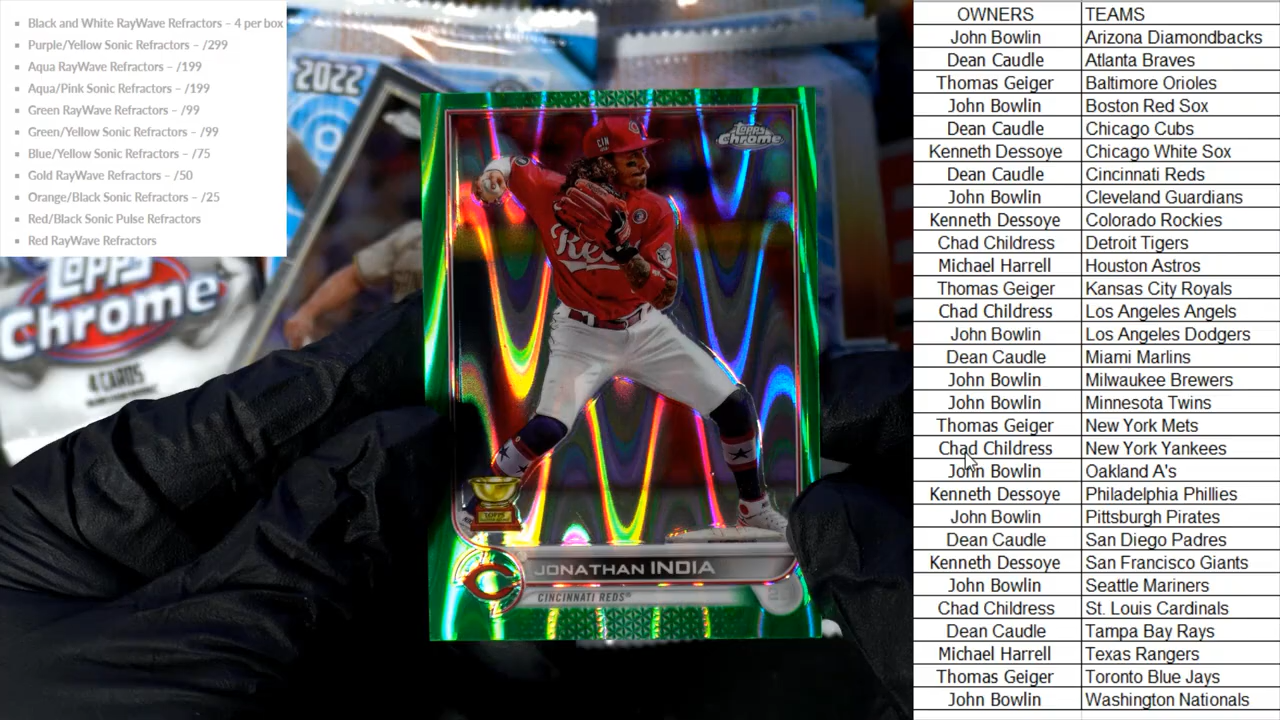 Black and White RayWave Refractors – 4 per box
Purple/Yellow Sonic Refractors – /299
Aqua RayWave Refractors – /199
Aqua/Pink Sonic Refractors – /199
Green RayWave Refractors – /99
Green/Yellow Sonic Refractors – /99
Blue/Yellow Sonic Refractors – /75
Gold RayWave Refractors – /50
Orange/Black Sonic Refractors – /25
Red/Black Sonic Pulse Refractors
Red RayWave Refractors
2022
Topps
Chrome
4 CARDS
Topps
Chrome
CIN
Reds
JONATHAN INDIA
CINCINNATI REDS®
OWNERS TEAMS
John Bowlin Arizona Diamondbacks
Dean Caudle Atlanta Braves
Thomas Geiger Baltimore Orioles
John Bowlin Boston Red Sox
Dean Caudle Chicago Cubs
Kenneth Dessoye Chicago White Sox
Dean Caudle Cincinnati Reds
John Bowlin Cleveland Guardians
Kenneth Dessoye Colorado Rockies
Chad Childress Detroit Tigers
Michael Harrell Houston Astros
Thomas Geiger Kansas City Royals
Chad Childress Los Angeles Angels
John Bowlin Los Angeles Dodgers
Dean Caudle Miami Marlins
John Bowlin Milwaukee Brewers
John Bowlin Minnesota Twins
Thomas Geiger New York Mets
Chad Childress New York Yankees
John Bowlin Oakland A's
Kenneth Dessoye Philadelphia Phillies
John Bowlin Pittsburgh Pirates
Dean Caudle San Diego Padres
Kenneth Dessoye San Francisco Giants
John Bowlin Seattle Mariners
Chad Childress St. Louis Cardinals
Dean Caudle Tampa Bay Rays
Michael Harrell Texas Rangers
Thomas Geiger Toronto Blue Jays
John Bowlin Washington Nationals